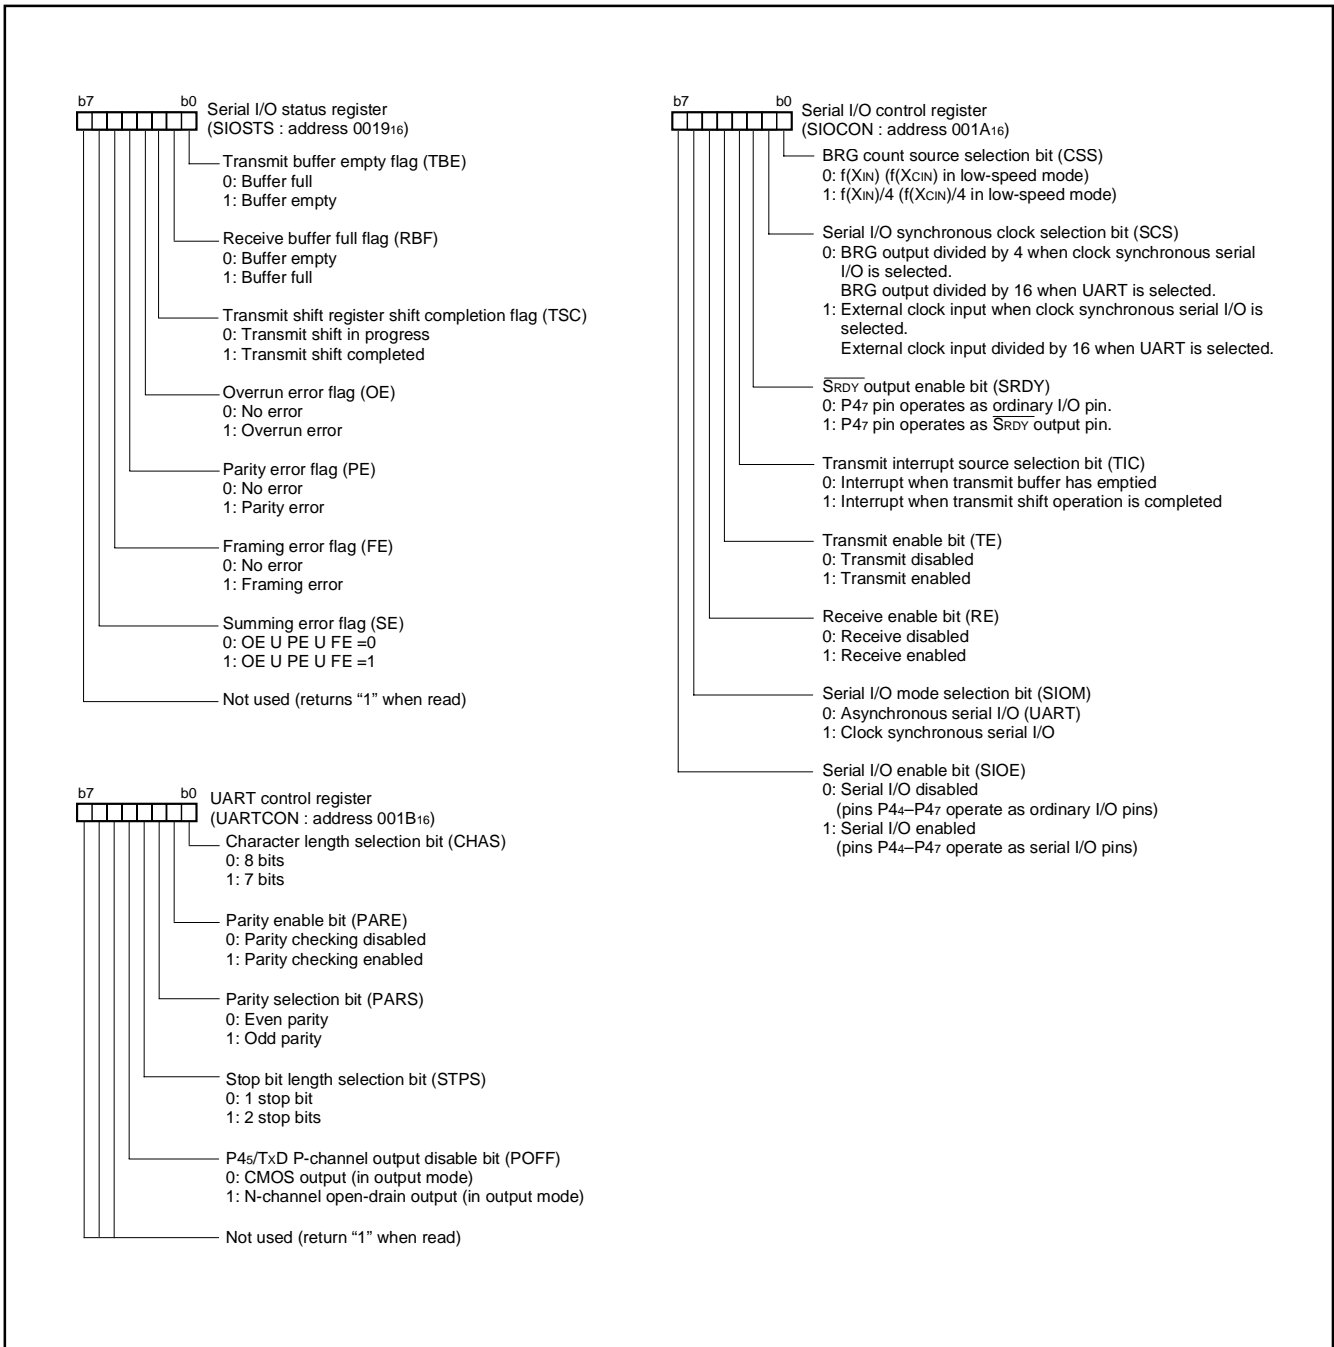 b7 b0 Serial I/O status register
(SIOSTS : address 001916)
Transmit buffer empty flag (TBE)
0: Buffer full
1: Buffer empty
Receive buffer full flag (RBF)
0: Buffer empty
1: Buffer full
Transmit shift register shift completion flag (TSC)
0: Transmit shift in progress
1: Transmit shift completed
Overrun error flag (OE)
0: No error
1: Overrun error
Parity error flag (PE)
0: No error
1: Parity error
Framing error flag (FE)
0: No error
1: Framing error
Summing error flag (SE)
0: OE U PE U FE =0
1: OE U PE U FE =1
Not used (returns “1” when read)
b7 b0 UART control register
(UARTCON : address 001B16)
Character length selection bit (CHAS)
0: 8 bits
1: 7 bits
Parity enable bit (PARE)
0: Parity checking disabled
1: Parity checking enabled
Parity selection bit (PARS)
0: Even parity
1: Odd parity
Stop bit length selection bit (STPS)
0: 1 stop bit
1: 2 stop bits
P45/TXD P-channel output disable bit (POFF)
0: CMOS output (in output mode)
1: N-channel open-drain output (in output mode)
Not used (return “1” when read)
b7 b0 Serial I/O control register
(SIOCON : address 001A16)
BRG count source selection bit (CSS)
0: f(XIN) (f(XCIN) in low-speed mode)
1: f(XIN)/4 (f(XCIN)/4 in low-speed mode)
Serial I/O synchronous clock selection bit (SCS)
0: BRG output divided by 4 when clock synchronous serial
I/O is selected.
BRG output divided by 16 when UART is selected.
1: External clock input when clock synchronous serial I/O is
selected.
External clock input divided by 16 when UART is selected.
SRDY output enable bit (SRDY)
0: P47 pin operates as ordinary I/O pin.
1: P47 pin operates as SRDY output pin.
Transmit interrupt source selection bit (TIC)
0: Interrupt when transmit buffer has emptied
1: Interrupt when transmit shift operation is completed
Transmit enable bit (TE)
0: Transmit disabled
1: Transmit enabled
Receive enable bit (RE)
0: Receive disabled
1: Receive enabled
Serial I/O mode selection bit (SIOM)
0: Asynchronous serial I/O (UART)
1: Clock synchronous serial I/O
Serial I/O enable bit (SIOE)
0: Serial I/O disabled
(pins P44–P47 operate as ordinary I/O pins)
1: Serial I/O enabled
(pins P44–P47 operate as serial I/O pins)